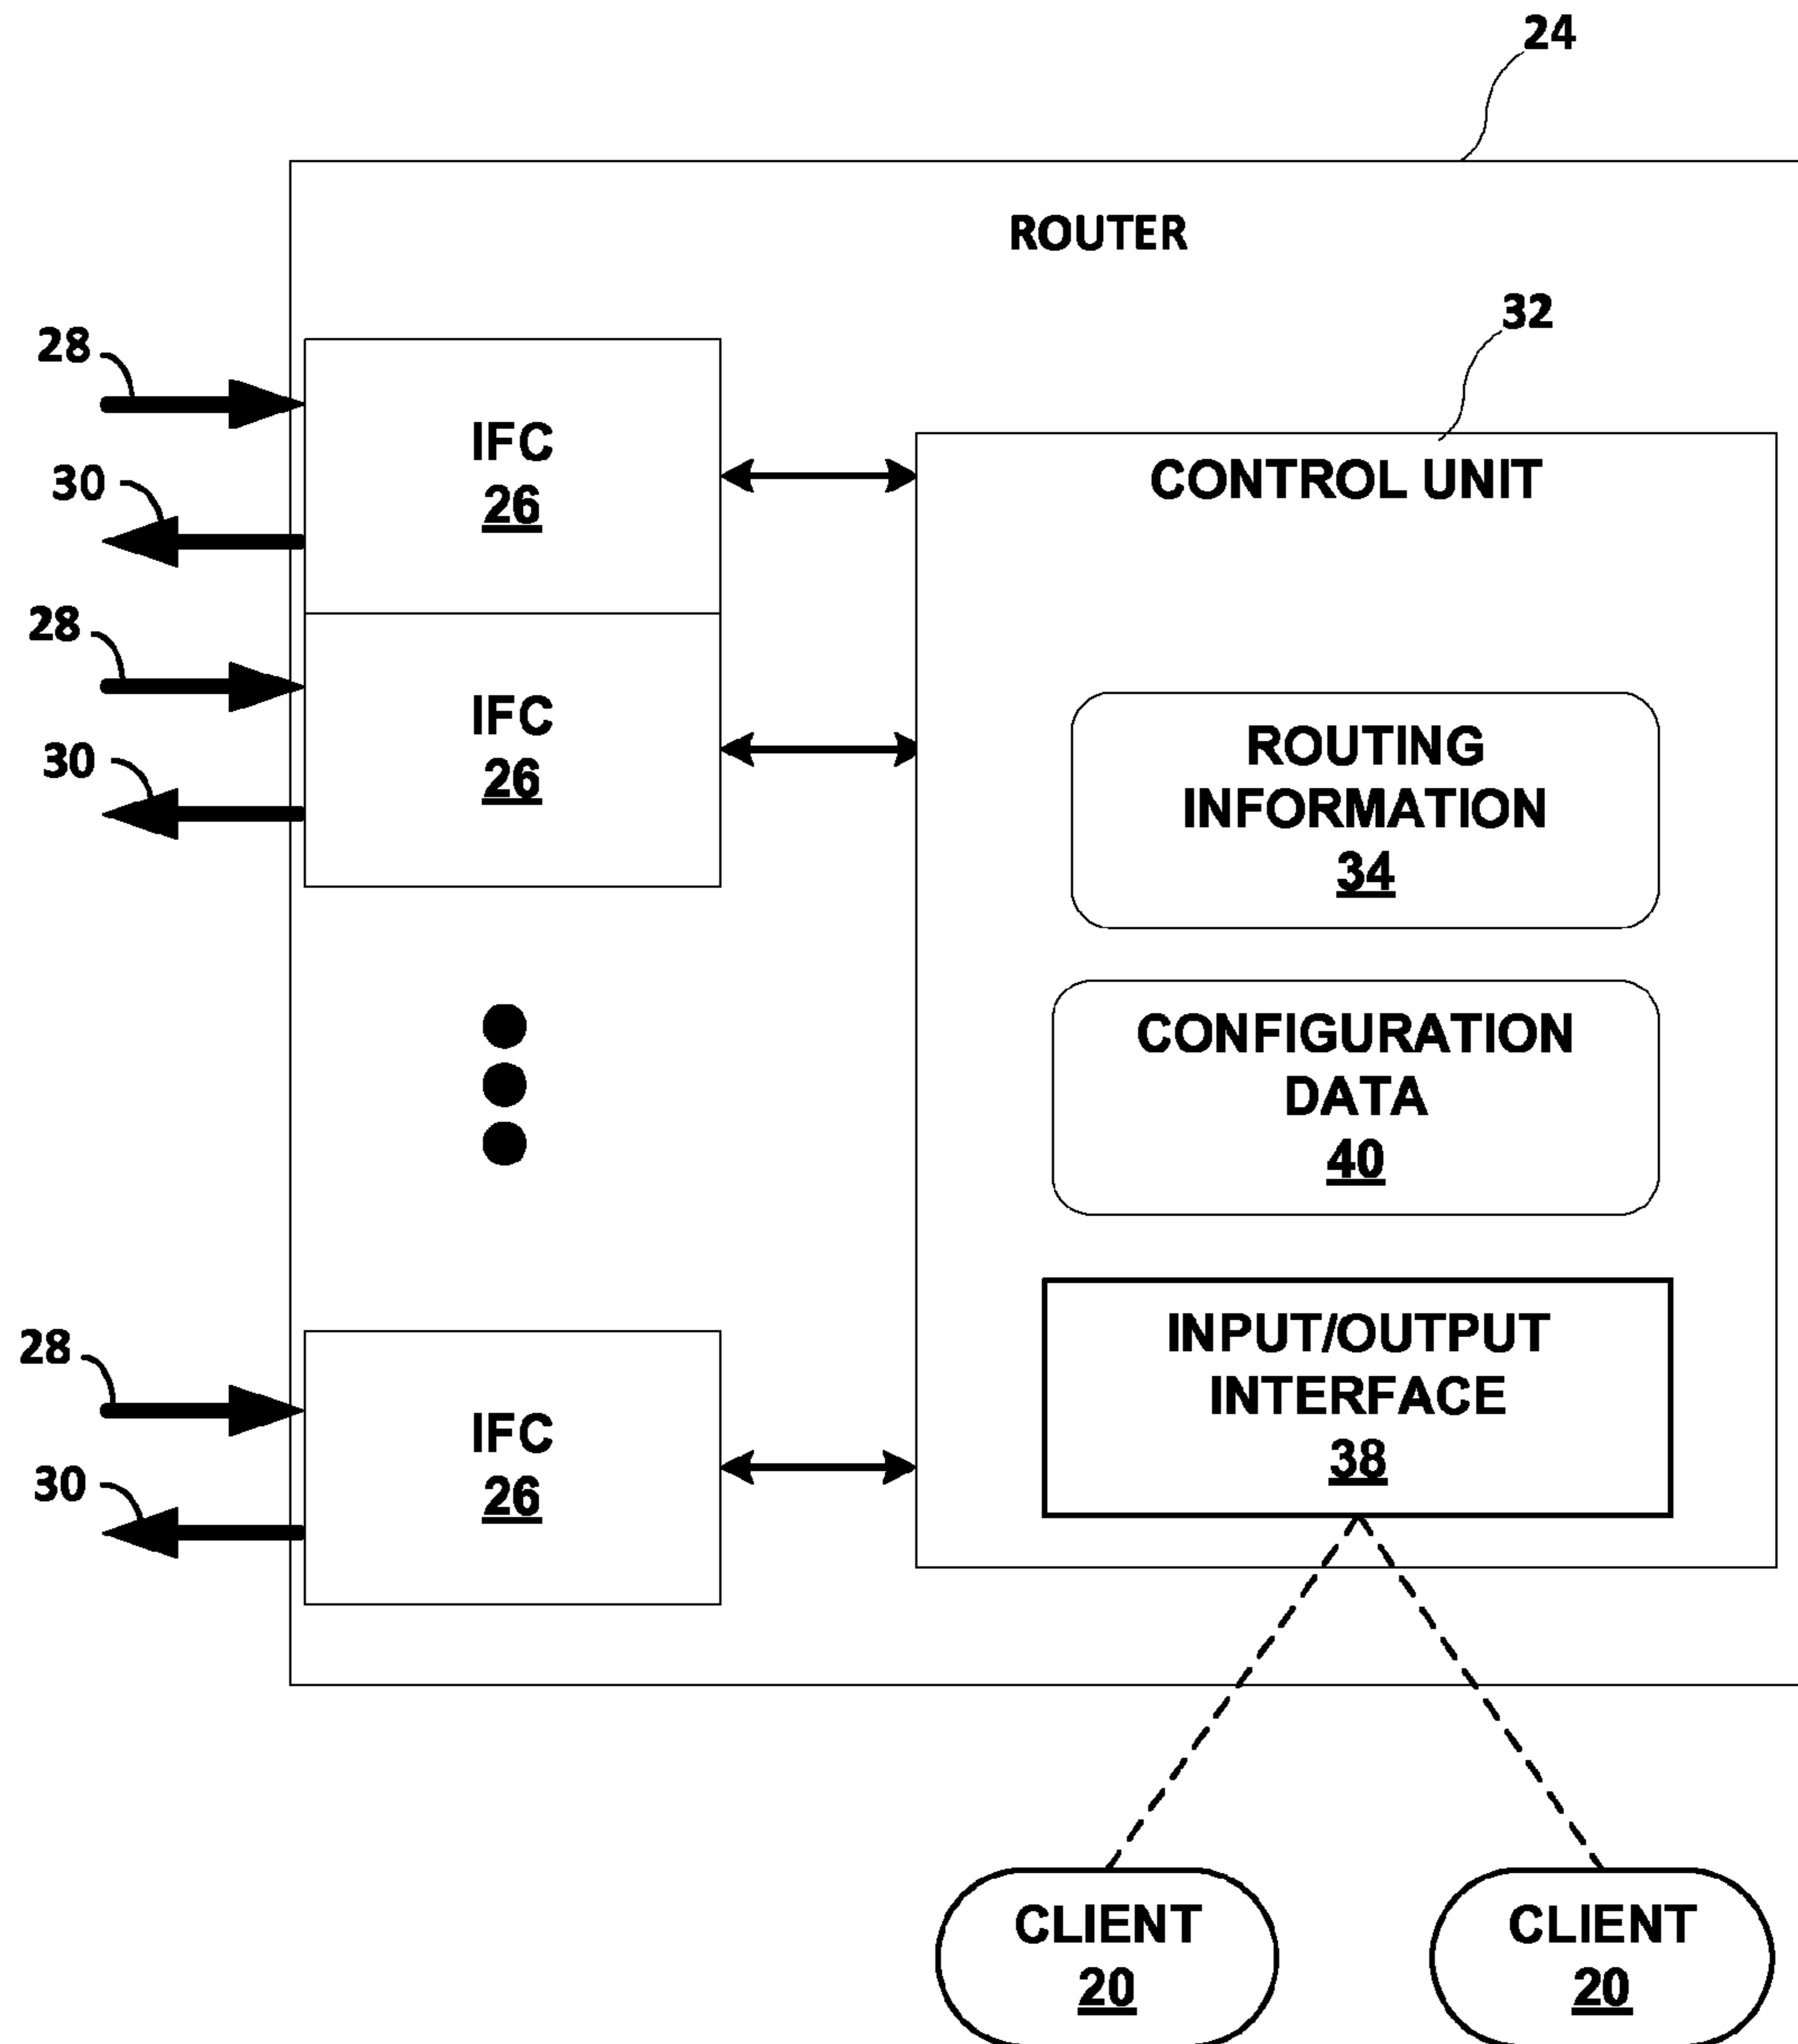 24
ROUTER
32
28
IFC
26
30
CONTROL UNIT
28
IFC
26
30
ROUTING
INFORMATION
34
CONFIGURATION
DATA
40
28
IFC
26
30
INPUT/OUTPUT
INTERFACE
38
CLIENT
20
CLIENT
20